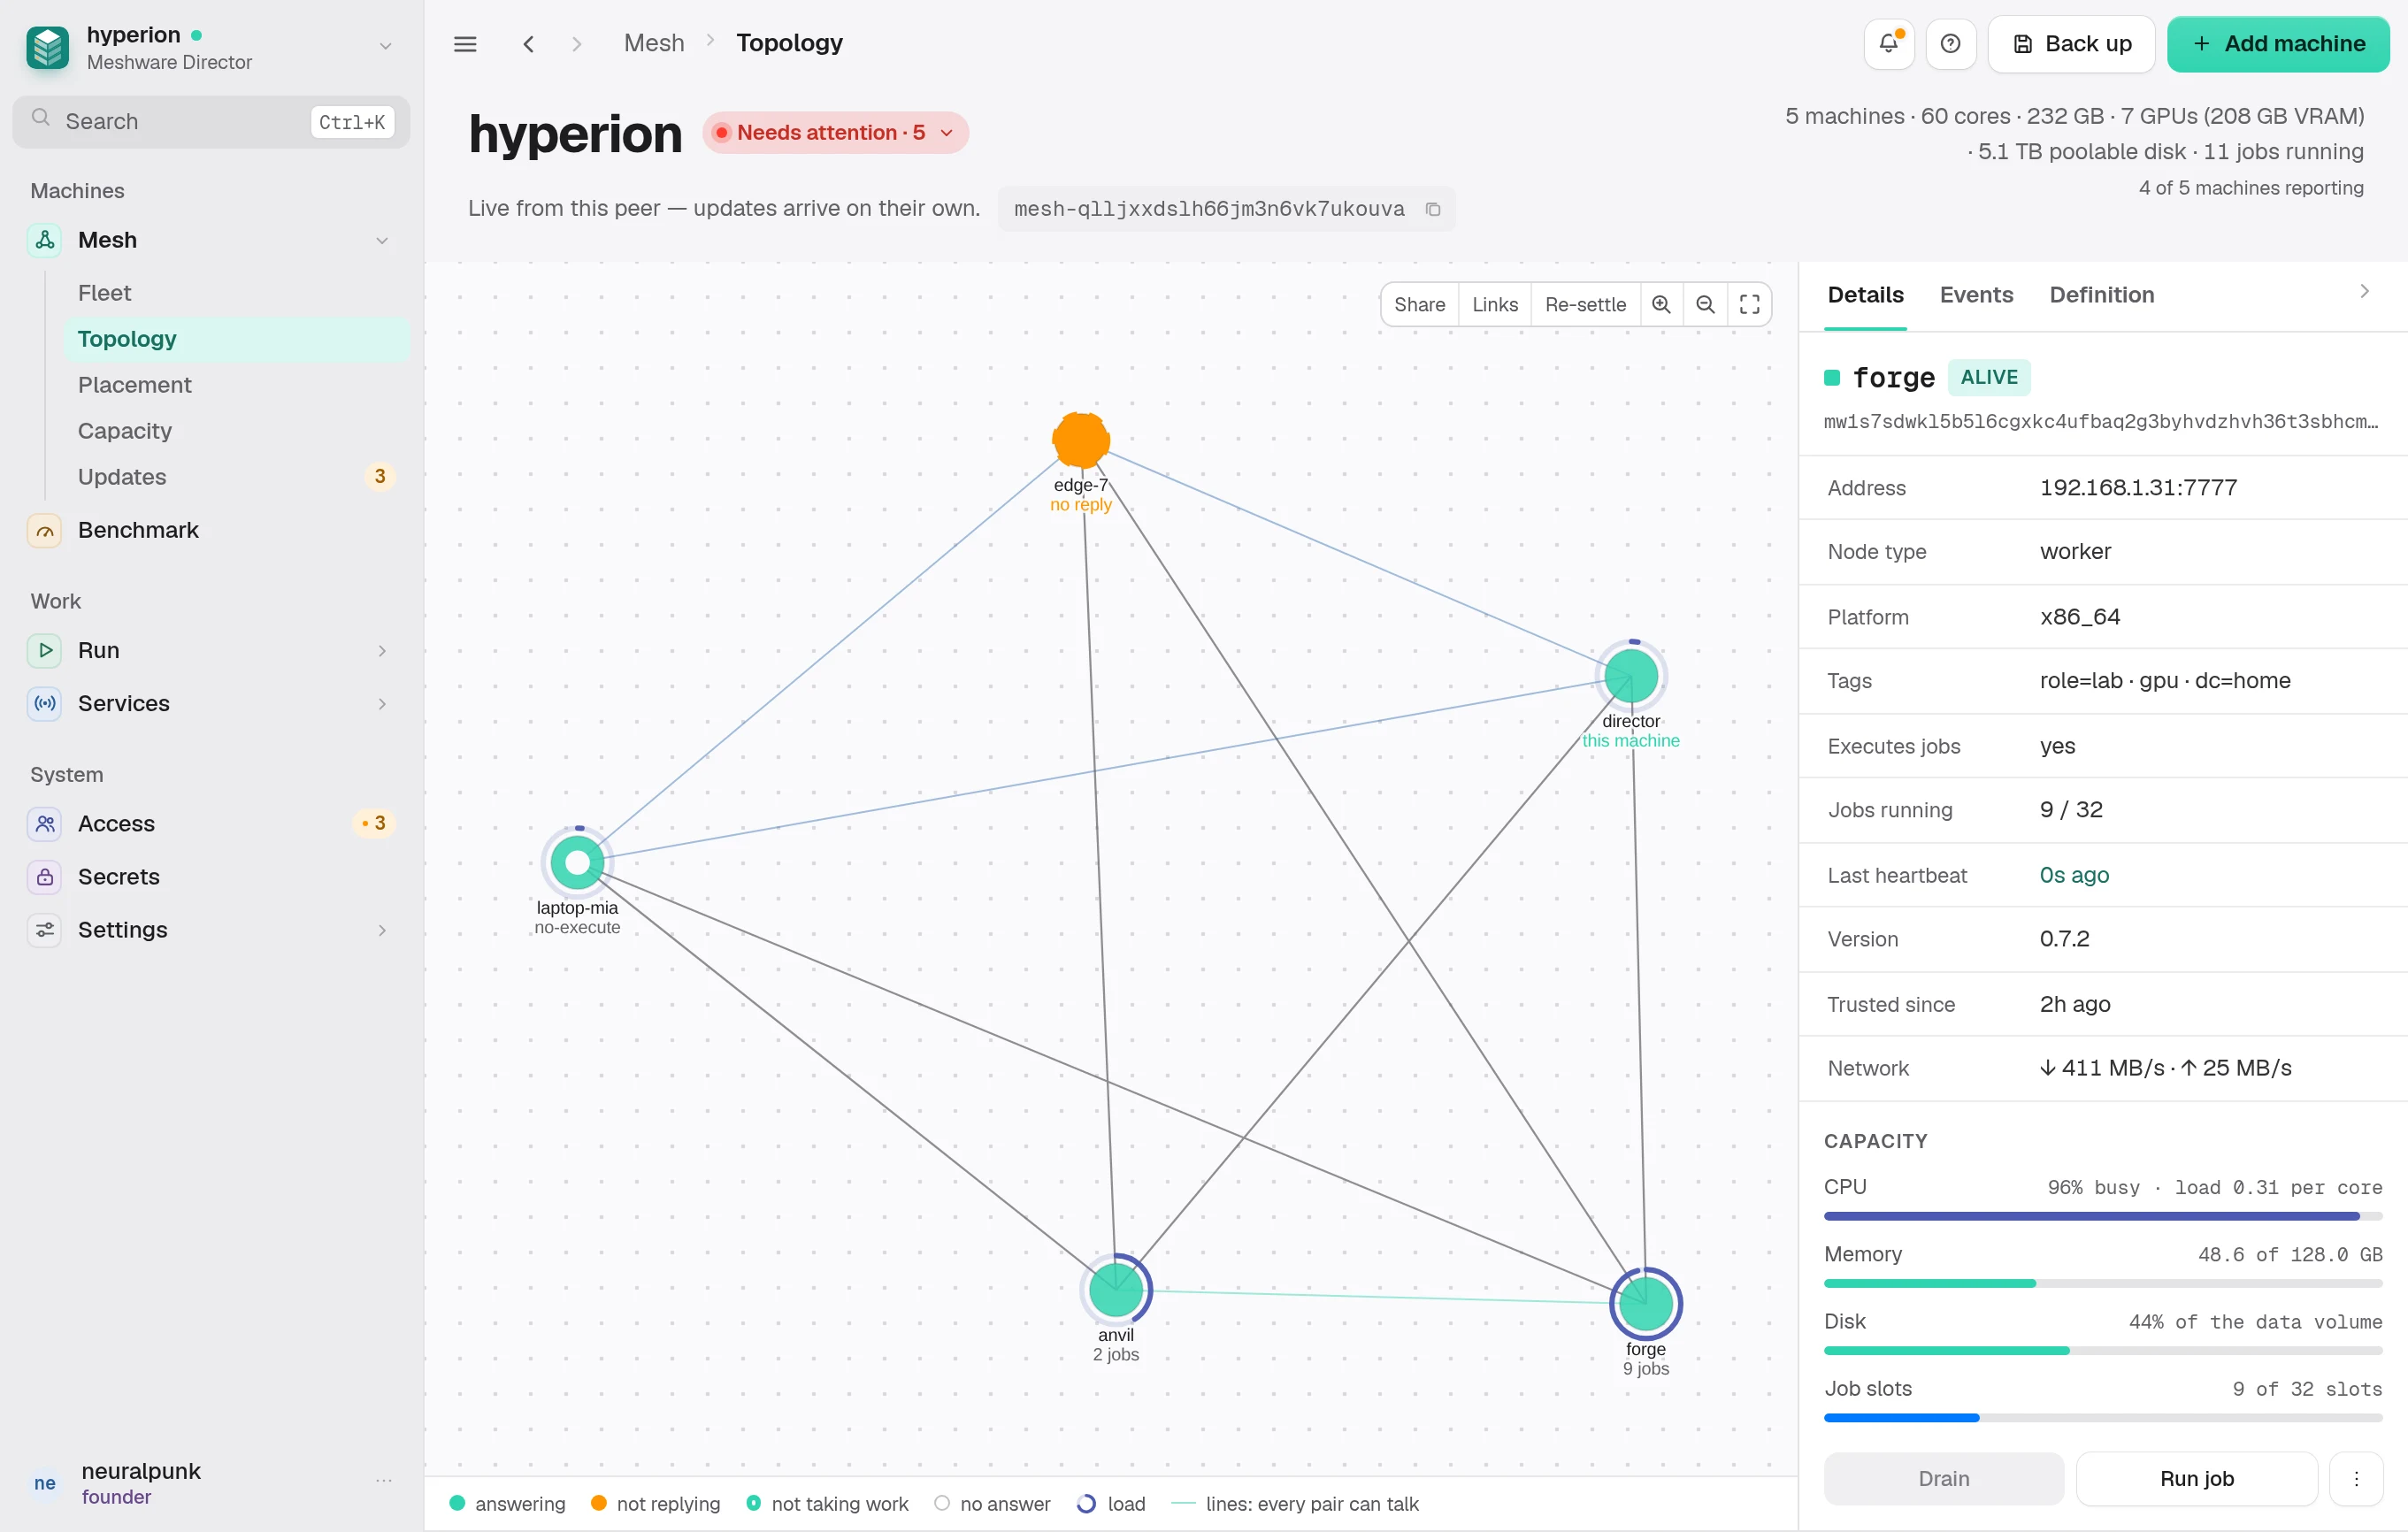 hyperion
Meshware Director
Search
Ctrl+K
Machines
Mesh
Fleet
Topology
Placement
Capacity
Updates 3
Benchmark
Work
Run
Services
System
Access • 3
Secrets
Settings
ne
neuralpunk
founder
Mesh
Topology
Back up
Add machine
hyperion
Needs attention · 5
Live from this peer — updates arrive on their own.
mesh-qlljxxdslh66jm3n6vk7ukouva
5 machines · 60 cores · 232 GB · 7 GPUs (208 GB VRAM)
· 5.1 TB poolable disk · 11 jobs running
4 of 5 machines reporting
Share
Links
Re-settle
edge-7
no reply
director
this machine
laptop-mia
no-execute
anvil
2 jobs
forge
9 jobs
answering
not replying
not taking work
no answer
load
lines: every pair can talk
Details
Events
Definition
forge
ALIVE
mw1s7sdwkl5b5l6cgxkc4ufbaq2g3byhvdzhvh36t3sbhcm…
Address 192.168.1.31:7777
Node type worker
Platform x86_64
Tags role=lab · gpu · dc=home
Executes jobs yes
Jobs running 9 / 32
Last heartbeat 0s ago
Version 0.7.2
Trusted since 2h ago
Network ↓ 411 MB/s · ↑ 25 MB/s
CAPACITY
CPU 96% busy · load 0.31 per core
Memory 48.6 of 128.0 GB
Disk 44% of the data volume
Job slots 9 of 32 slots
Drain
Run job